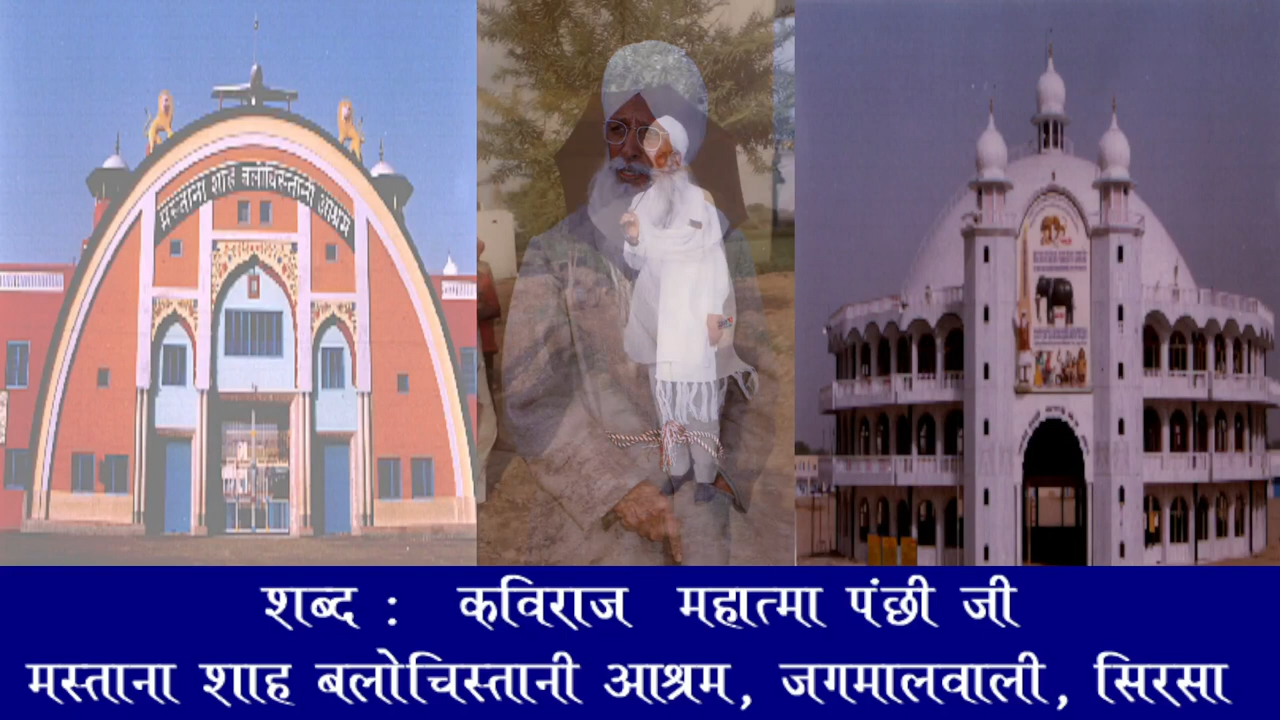 मस्ताना शाह बलोचिस्तानी आश्रम
शब्द : कविराज महात्मा पंछी जी
मस्ताना शाह बलोचिस्तानी आश्रम, जगमालवाली, सिरसा